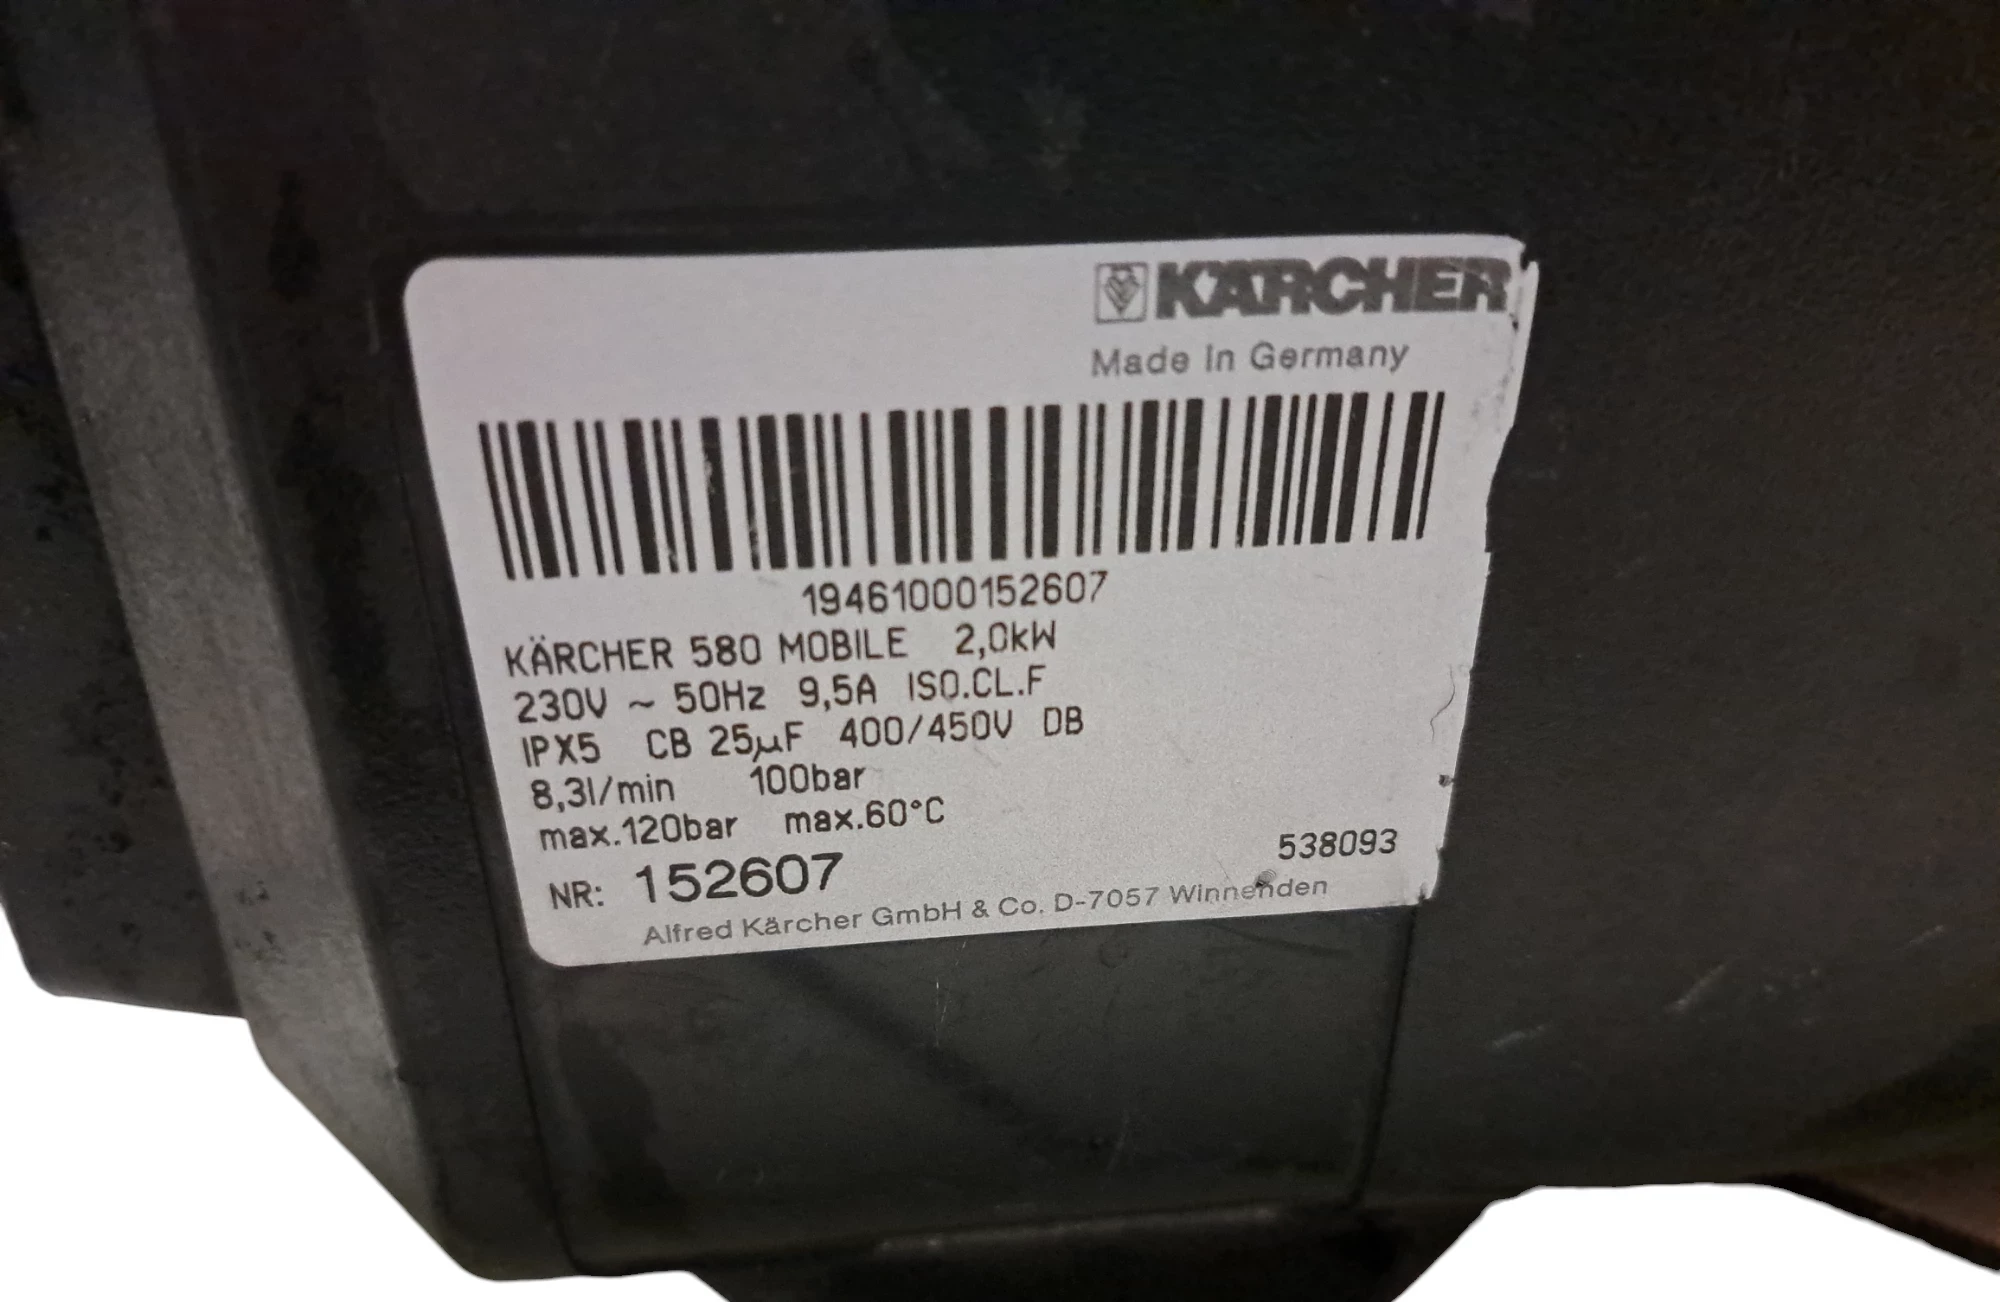 KÄRCHER
Made in Germany
19461000152607
KÄRCHER 580 MOBILE 2,0kW
230V ~ 50Hz 9,5A ISO.CL.F
IPX5 CB 25µF 400/450V DB
8,3l/min 100bar
max.120bar max.60°C
NR: 152607 538093
Alfred Kärcher GmbH & Co. D-7057 Winnenden